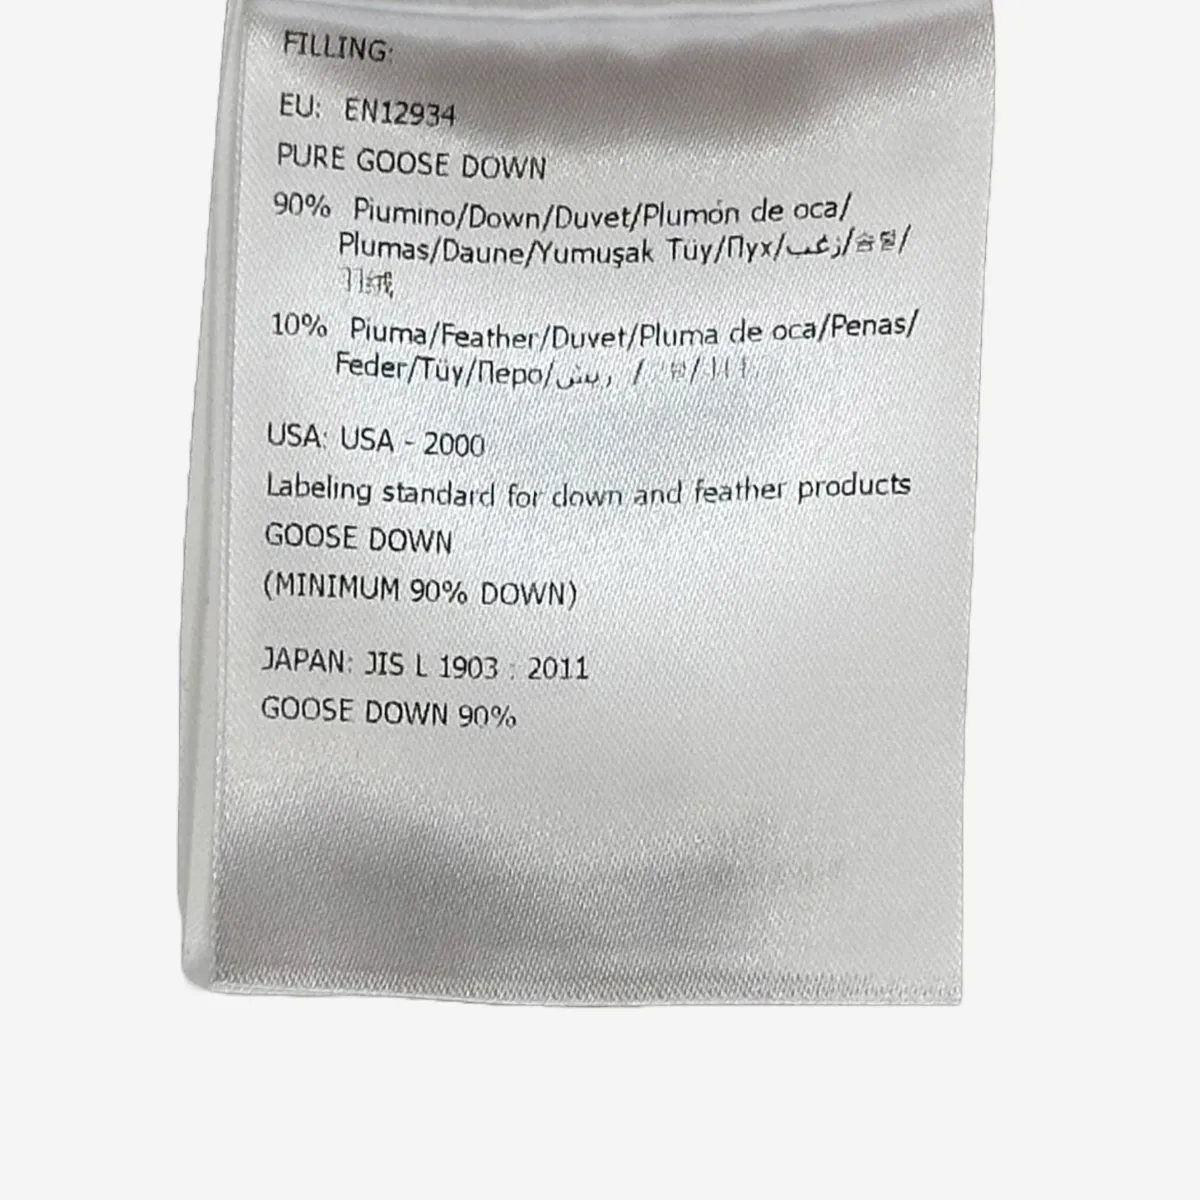 FILLING:
EU: EN12934
PURE GOOSE DOWN
90% Piumino/Down/Duvet/Plumón de oca/
Plumas/Daune/Yumuşak Tüy/Пух/زغب/솜털/
羽绒
10% Piuma/Feather/Duvet/Pluma de oca/Penas/
Feder/Tüy/Перо/ريش /
USA: USA - 2000
Labeling standard for down and feather products
GOOSE DOWN
(MINIMUM 90% DOWN)
JAPAN: JIS L 1903 : 2011
GOOSE DOWN 90%